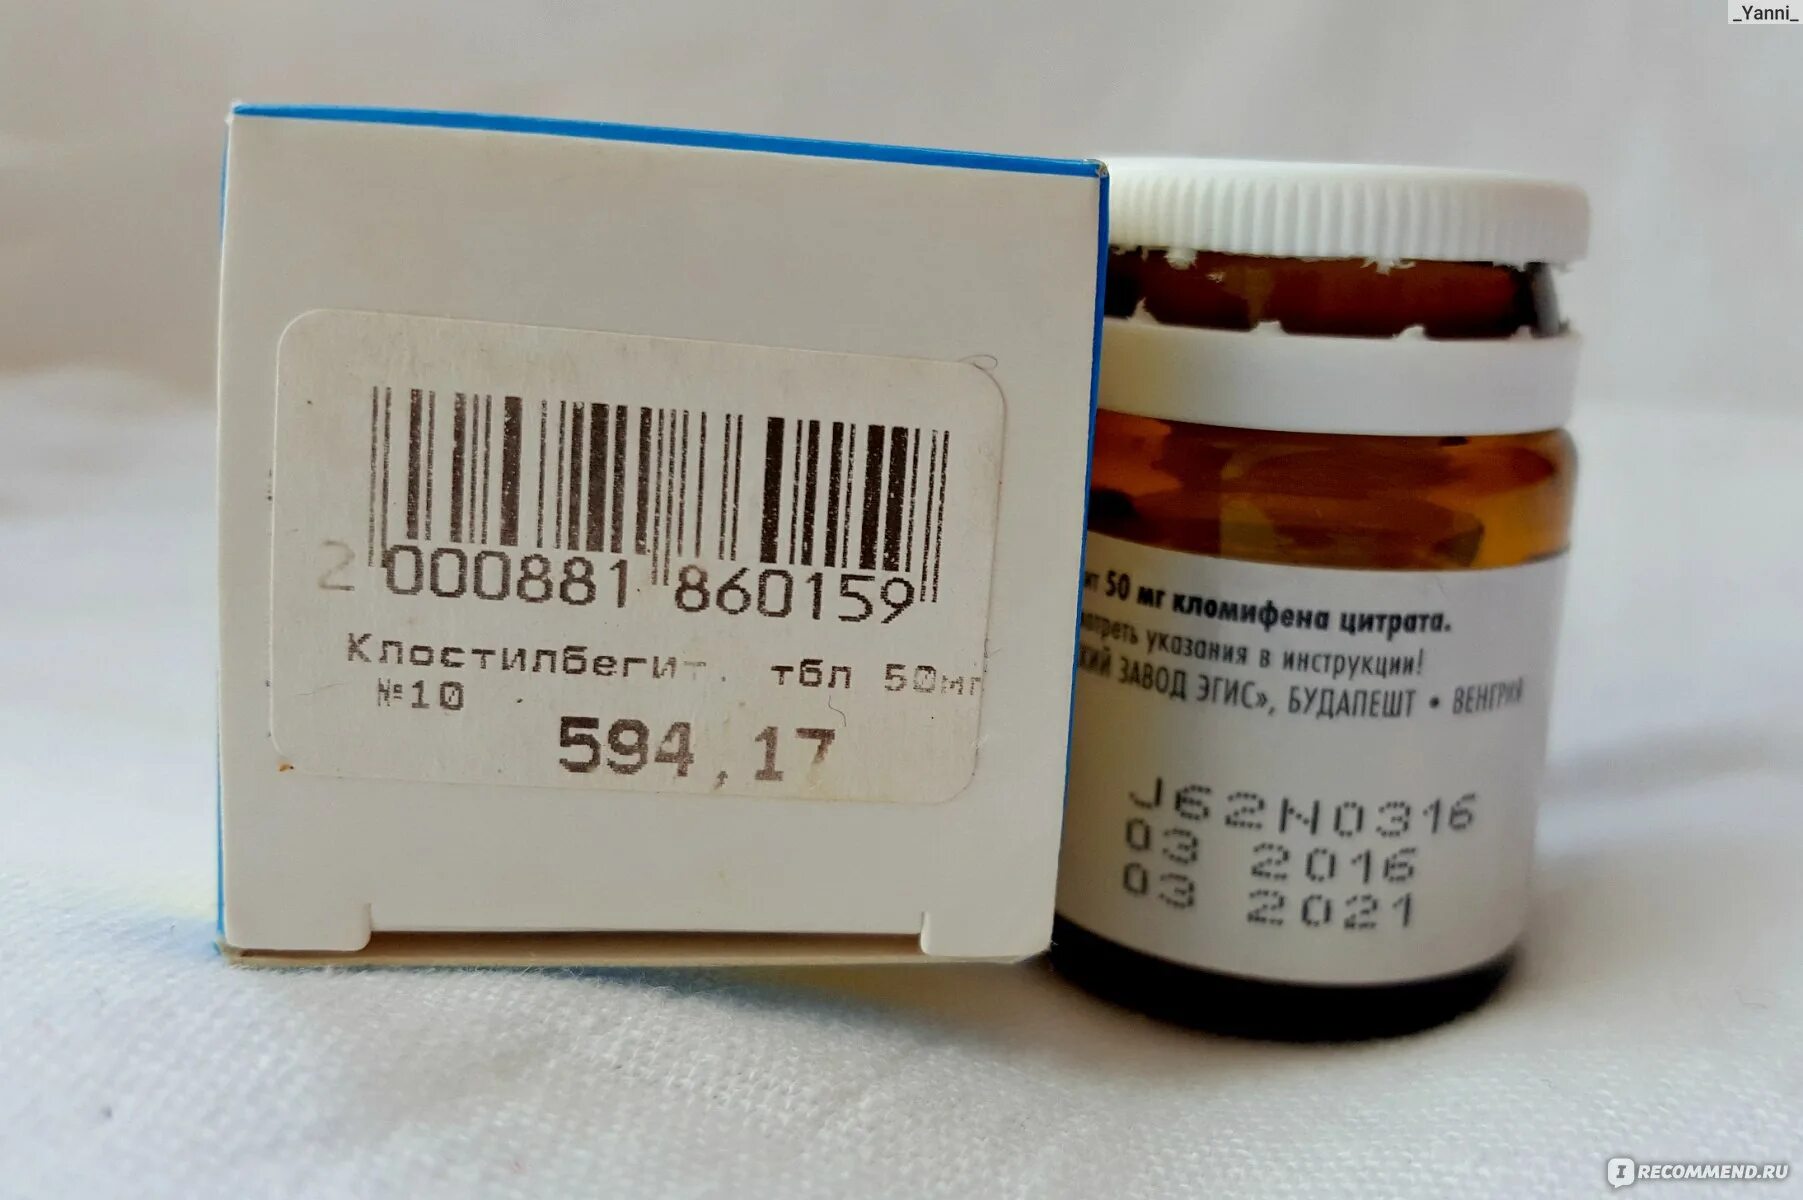 _Yanni_
2 000881 860159
Клостилбегит. тбл 50мг
№10
594,17
50 мг кломифена цитрата.
указания в инструкции!
ЗАВОД ЭГИС», БУДАПЕШТ • ВЕНГРИЯ
J62N0316
03 2016
03 2021
IRECOMMEND.RU